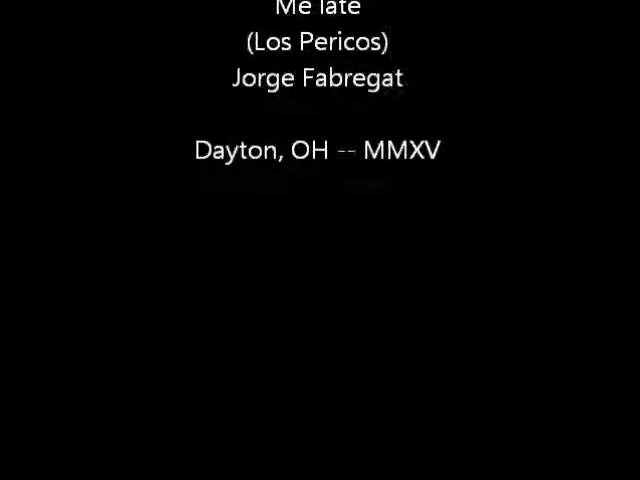 Me late
(Los Pericos)
Jorge Fabregat
Dayton, OH -- MMXV